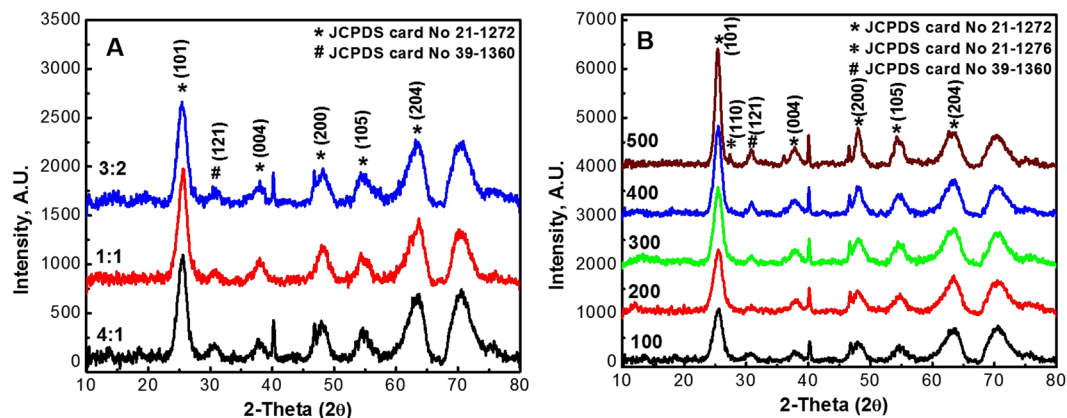 A
* JCPDS card No 21-1272
# JCPDS card No 39-1360
* (101)
# (121)
* (004)
* (200)
* (105)
* (204)
3:2
1:1
4:1
3500
3000
2500
2000
1500
1000
500
0
10 20 30 40 50 60 70 80
Intensity, A.U.
2-Theta (2θ)
B
* JCPDS card No 21-1272
* JCPDS card No 21-1276
# JCPDS card No 39-1360
* (101)
* (110)
# (121)
* (004)
* (200)
* (105)
* (204)
500
400
300
200
100
7000
6000
5000
4000
3000
2000
1000
0
10 20 30 40 50 60 70 80
Intensity, A.U.
2-Theta (2θ)